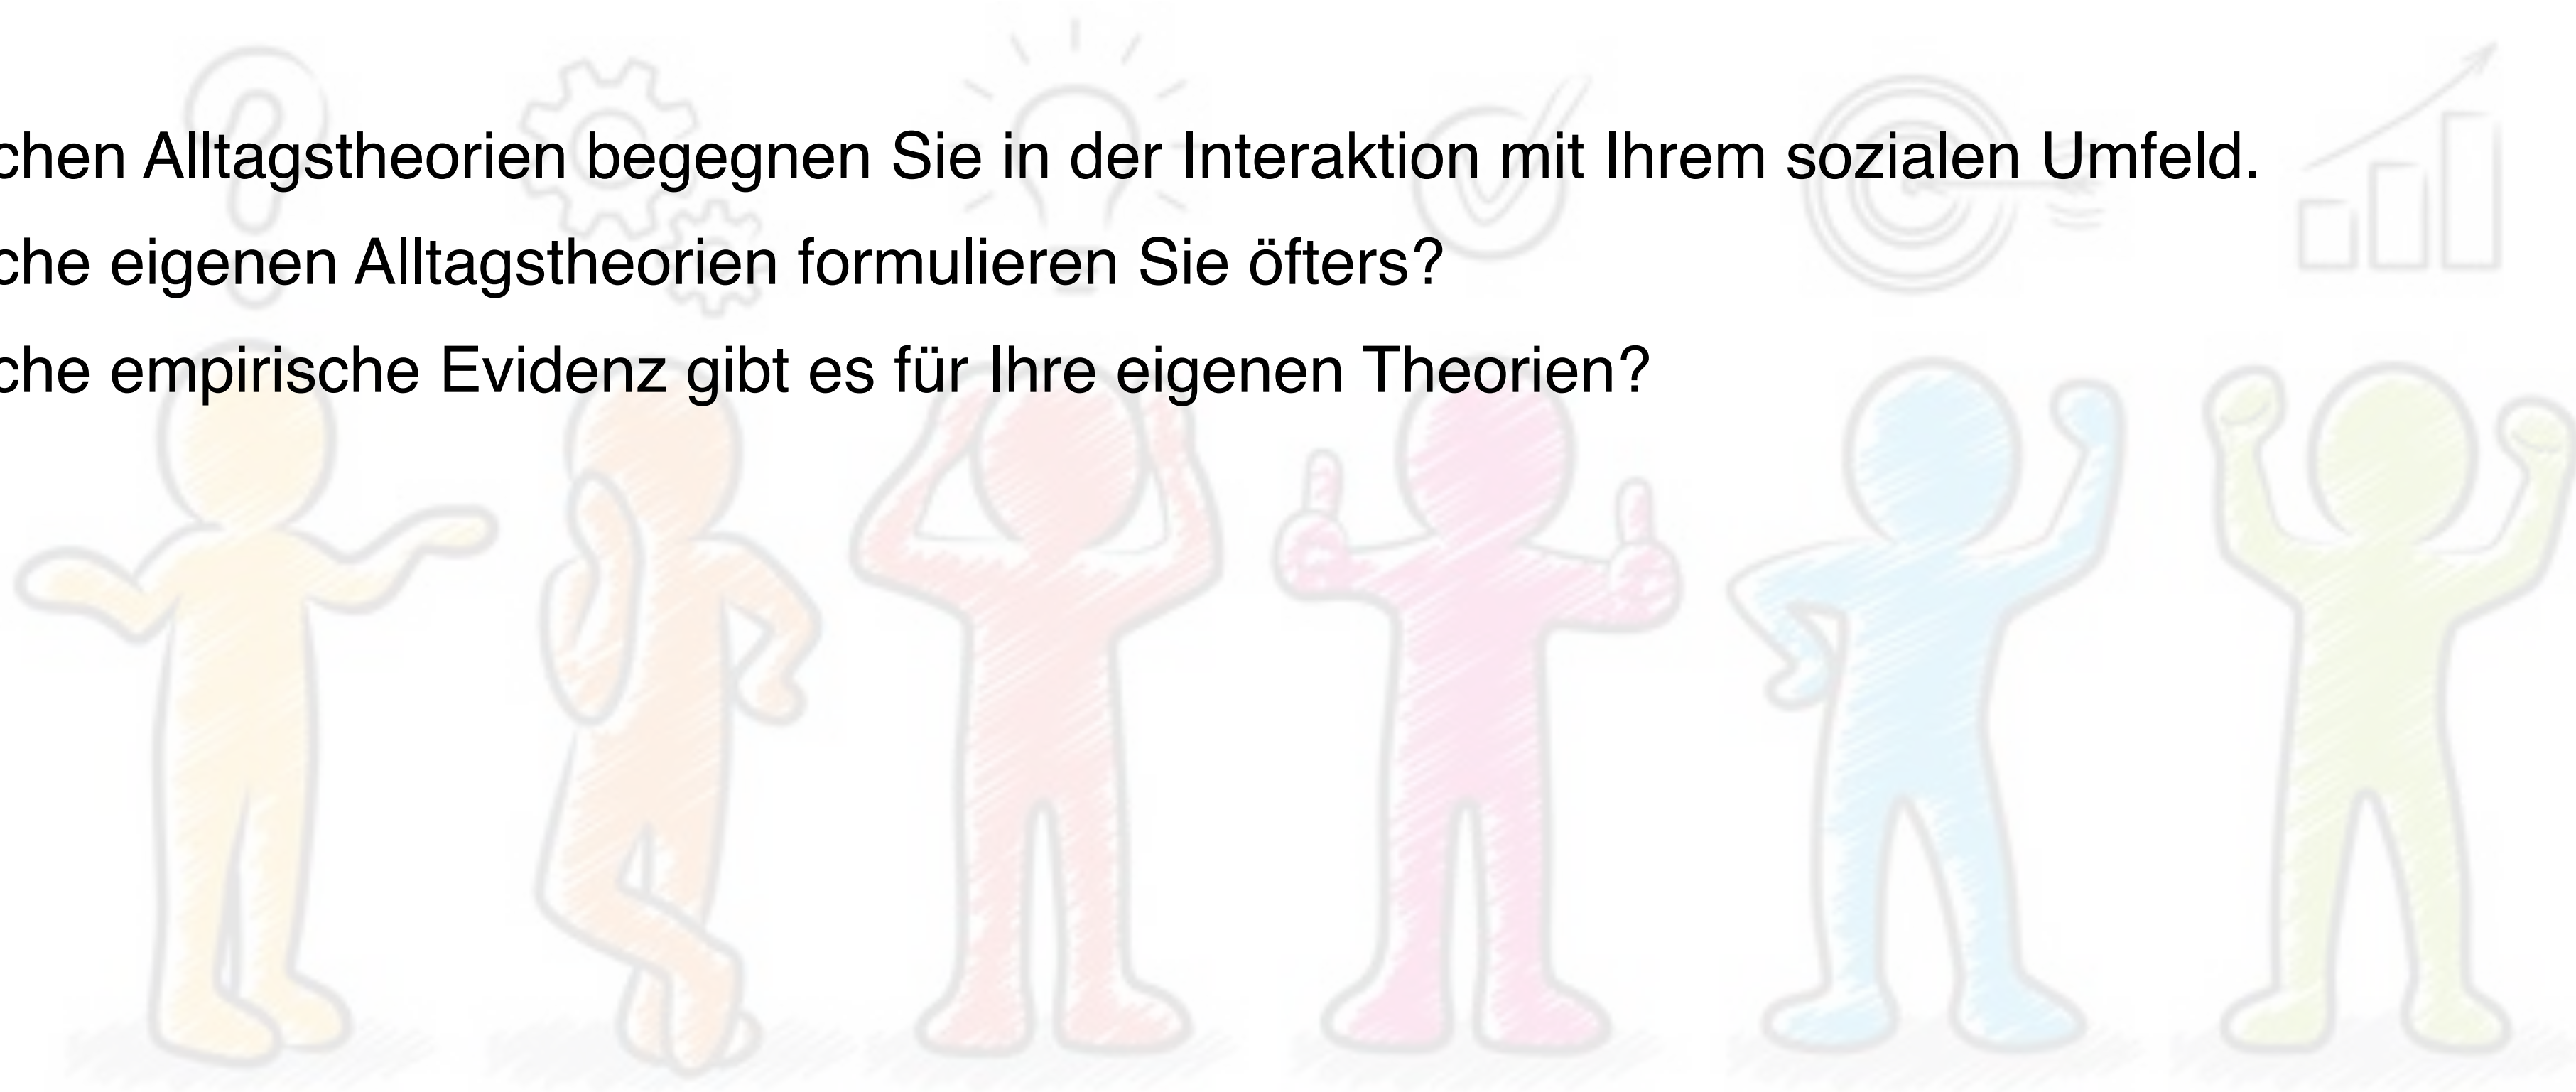 chen Alltagstheorien begegnen Sie in der Interaktion mit Ihrem sozialen Umfeld.
che eigenen Alltagstheorien formulieren Sie öfters?
che empirische Evidenz gibt es für Ihre eigenen Theorien?